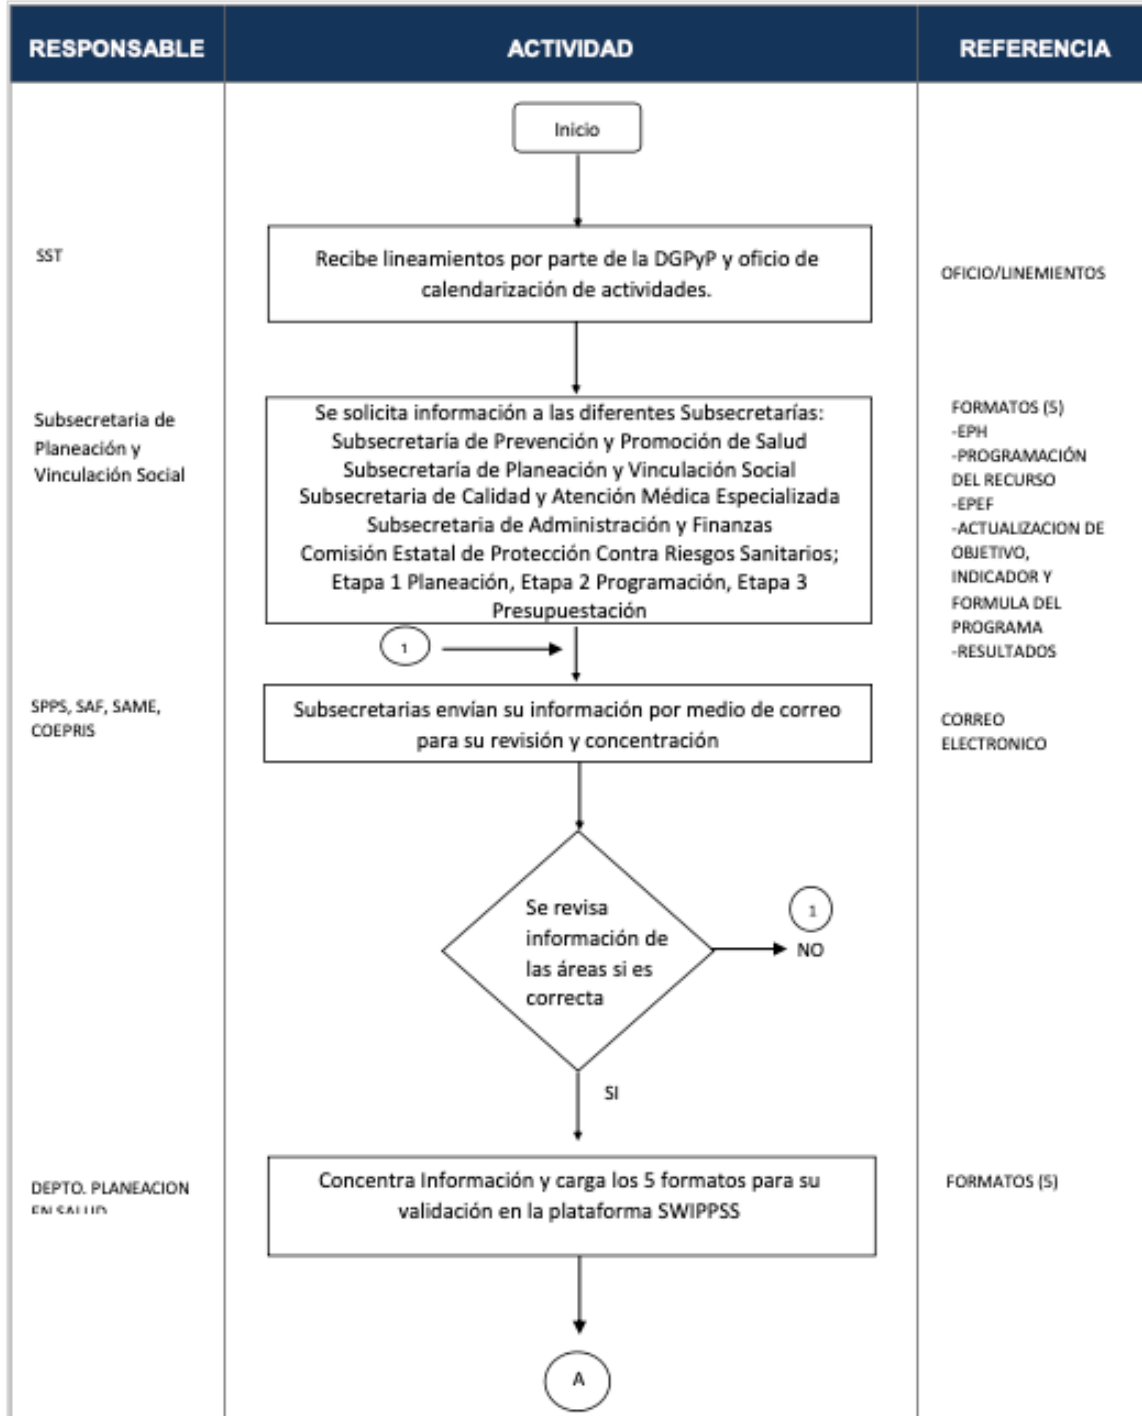 RESPONSABLE
ACTIVIDAD
REFERENCIA
Inicio
SST
Recibe lineamientos por parte de la DGPyP y oficio de
calendarización de actividades.
OFICIO/LINEMIENTOS
Subsecretaria de
Planeación y
Vinculación Social
Se solicita información a las diferentes Subsecretarías:
Subsecretaría de Prevención y Promoción de Salud
Subsecretaría de Planeación y Vinculación Social
Subsecretaria de Calidad y Atención Médica Especializada
Subsecretaria de Administración y Finanzas
Comisión Estatal de Protección Contra Riesgos Sanitarios;
Etapa 1 Planeación, Etapa 2 Programación, Etapa 3
Presupuestación
FORMATOS (5)
-EPH
-PROGRAMACIÓN
DEL RECURSO
-EPEF
-ACTUALIZACION DE
OBJETIVO,
INDICADOR Y
FORMULA DEL
PROGRAMA
-RESULTADOS
1
SPPS, SAF, SAME,
COEPRIS
Subsecretarias envían su información por medio de correo
para su revisión y concentración
CORREO
ELECTRONICO
Se revisa
información de
las áreas si es
correcta
1
NO
SI
DEPTO. PLANEACION
EN SALUD
Concentra Información y carga los 5 formatos para su
validación en la plataforma SWIPPSS
FORMATOS (5)
A